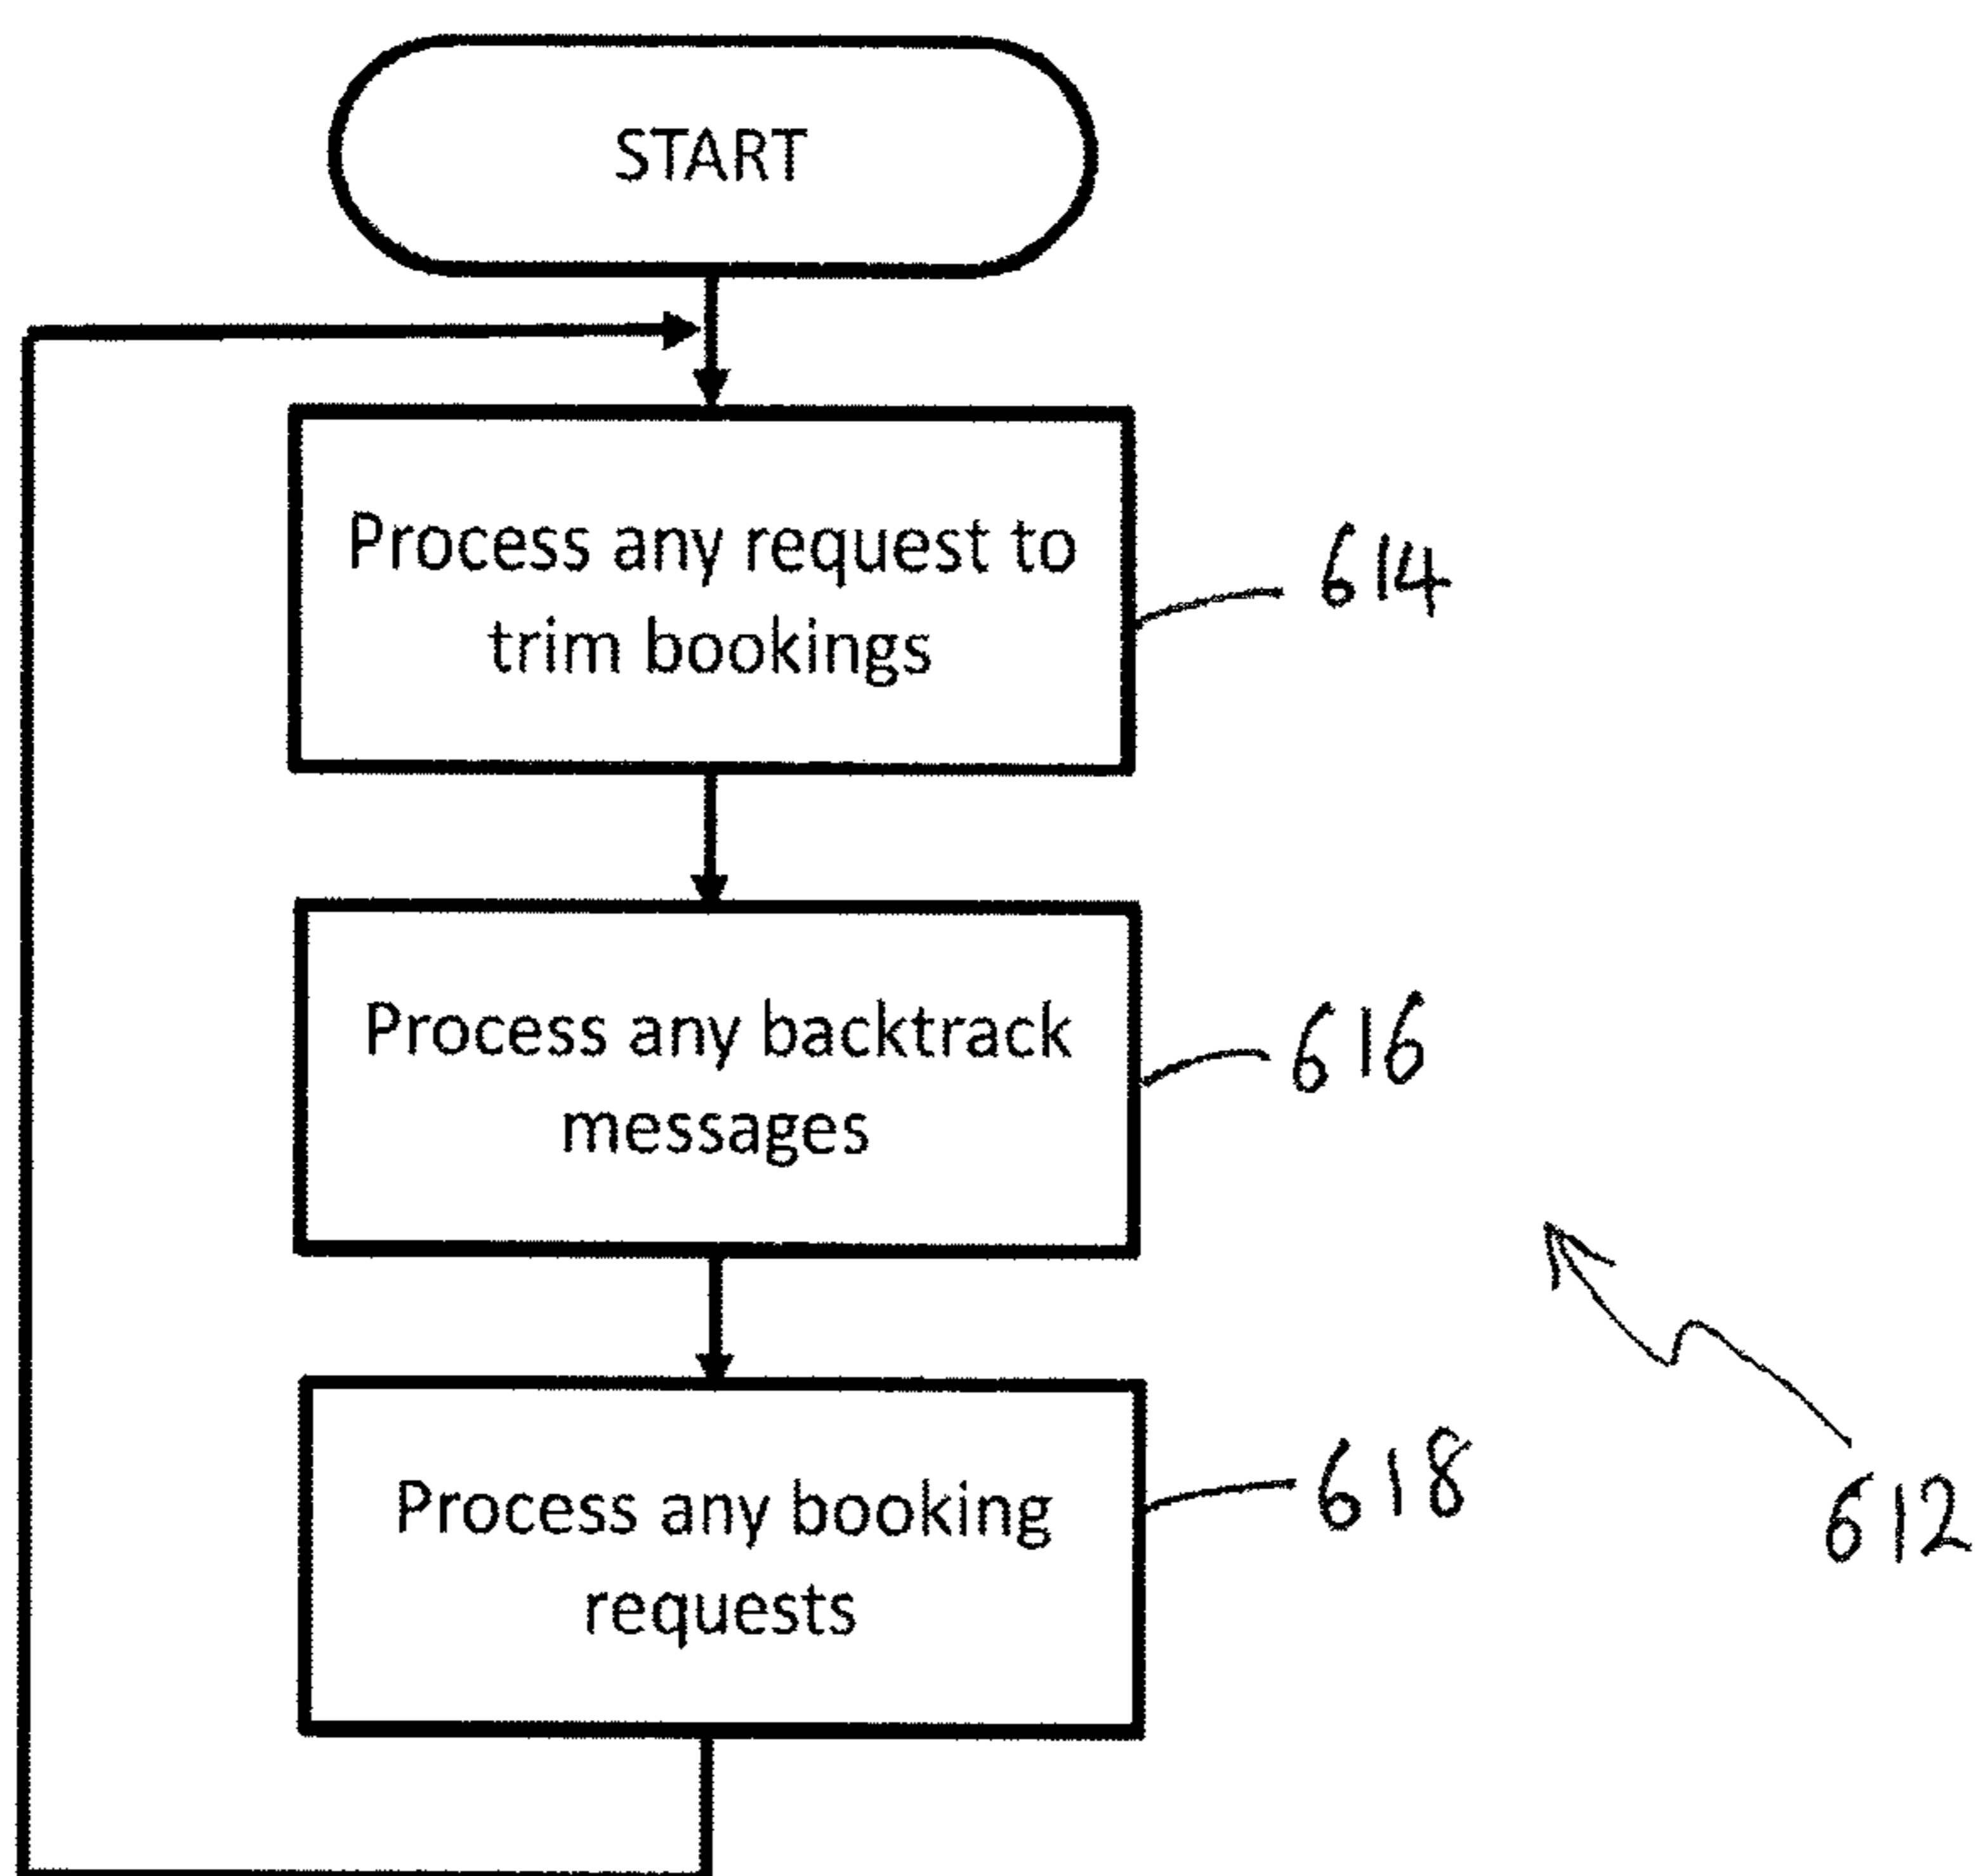 START
Process any request to
trim bookings
614
Process any backtrack
messages
616
Process any booking
requests
618
612